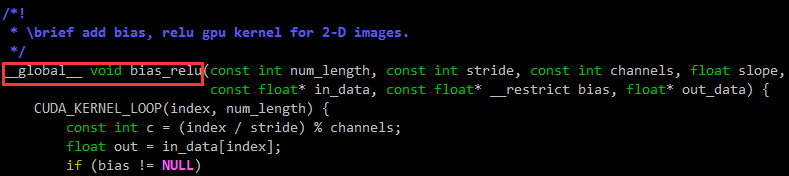 /*!
 * \brief add bias, relu gpu kernel for 2-D images.
 */
__global__ void bias_relu(const int num_length, const int stride, const int channels, float slope,
                          const float* in_data, const float* __restrict bias, float* out_data) {
    CUDA_KERNEL_LOOP(index, num_length) {
        const int c = (index / stride) % channels;
        float out = in_data[index];
        if (bias != NULL)